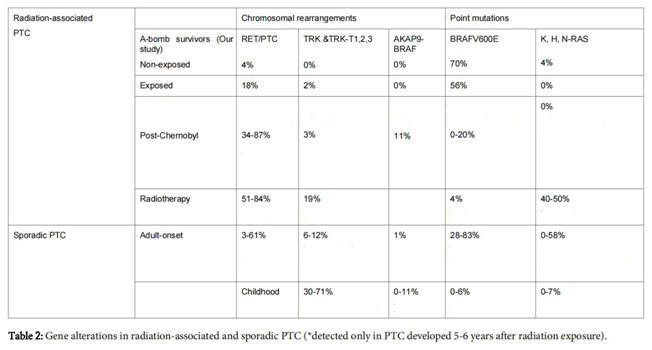 Radiation-associated PTC Chromosomal rearrangements Point mutations
A-bomb survivors (Our study) RET/PTC TRK &TRK-T1,2,3 AKAP9-BRAF BRAFV600E K, H, N-RAS
Non-exposed 4% 0% 0% 70% 4%
Exposed 18% 2% 0% 56% 0%
Post-Chernobyl 34-87% 3% 11% 0-20% 0%
Radiotherapy 51-84% 19% 4% 40-50%
Sporadic PTC Adult-onset 3-61% 6-12% 1% 28-83% 0-58%
Childhood 30-71% 0-11% 0-6% 0-7%
Table 2: Gene alterations in radiation-associated and sporadic PTC (*detected only in PTC developed 5-6 years after radiation exposure).